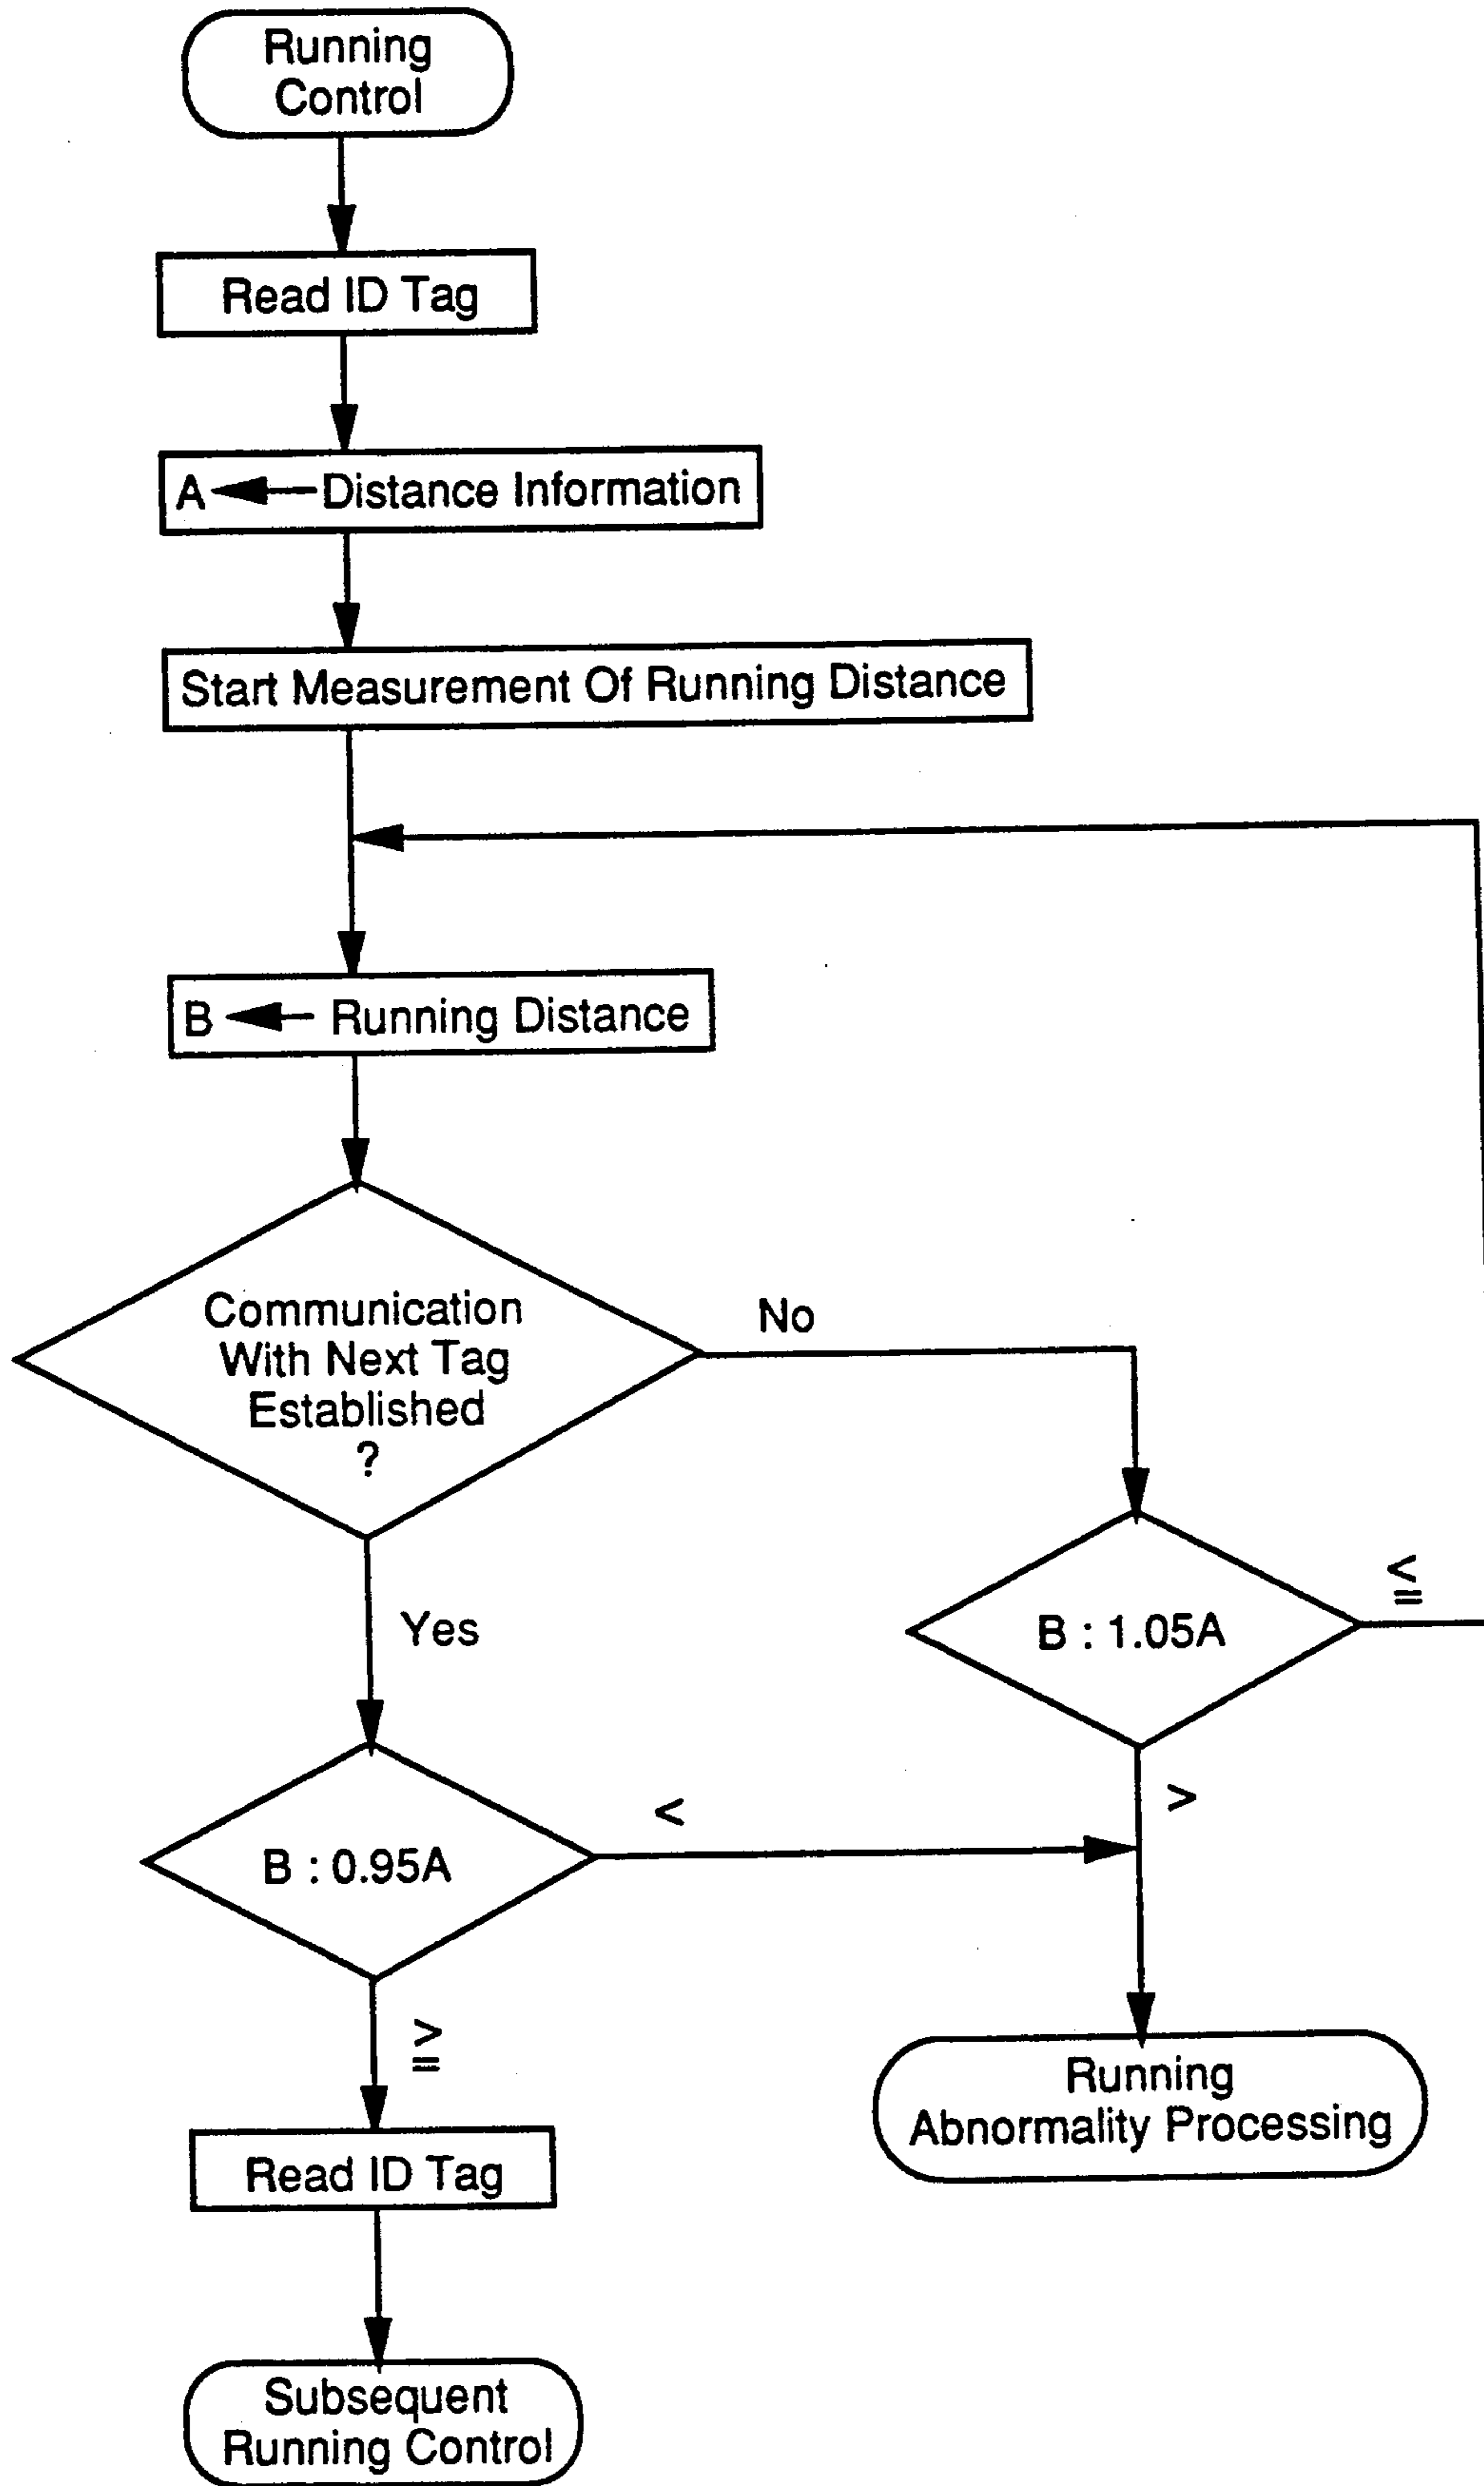 Running
Control
Read ID Tag
A ← Distance Information
Start Measurement Of Running Distance
B ← Running Distance
Communication
With Next Tag
Established
?
No
Yes
B : 1.05A
≦
>
B : 0.95A
<
≧
Running
Abnormality Processing
Read ID Tag
Subsequent
Running Control